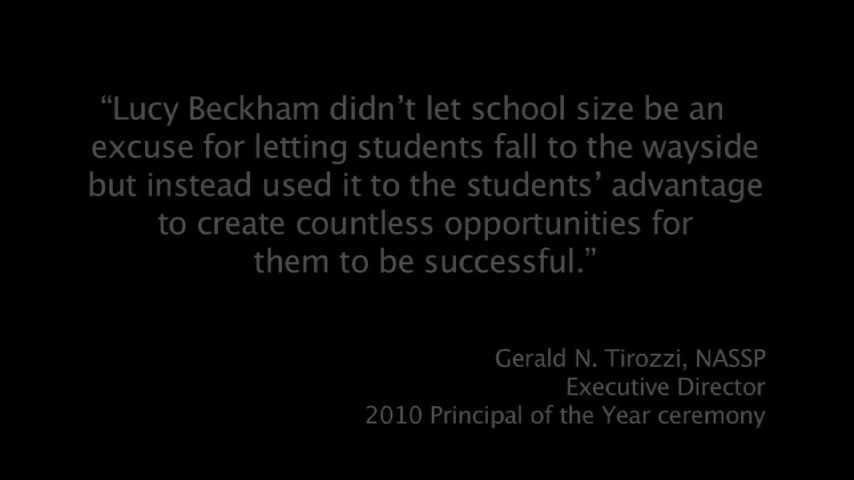 “Lucy Beckham didn’t let school size be an
excuse for letting students fall to the wayside
but instead used it to the students’ advantage
to create countless opportunities for
them to be successful.”
Gerald N. Tirozzi, NASSP
Executive Director
2010 Principal of the Year ceremony